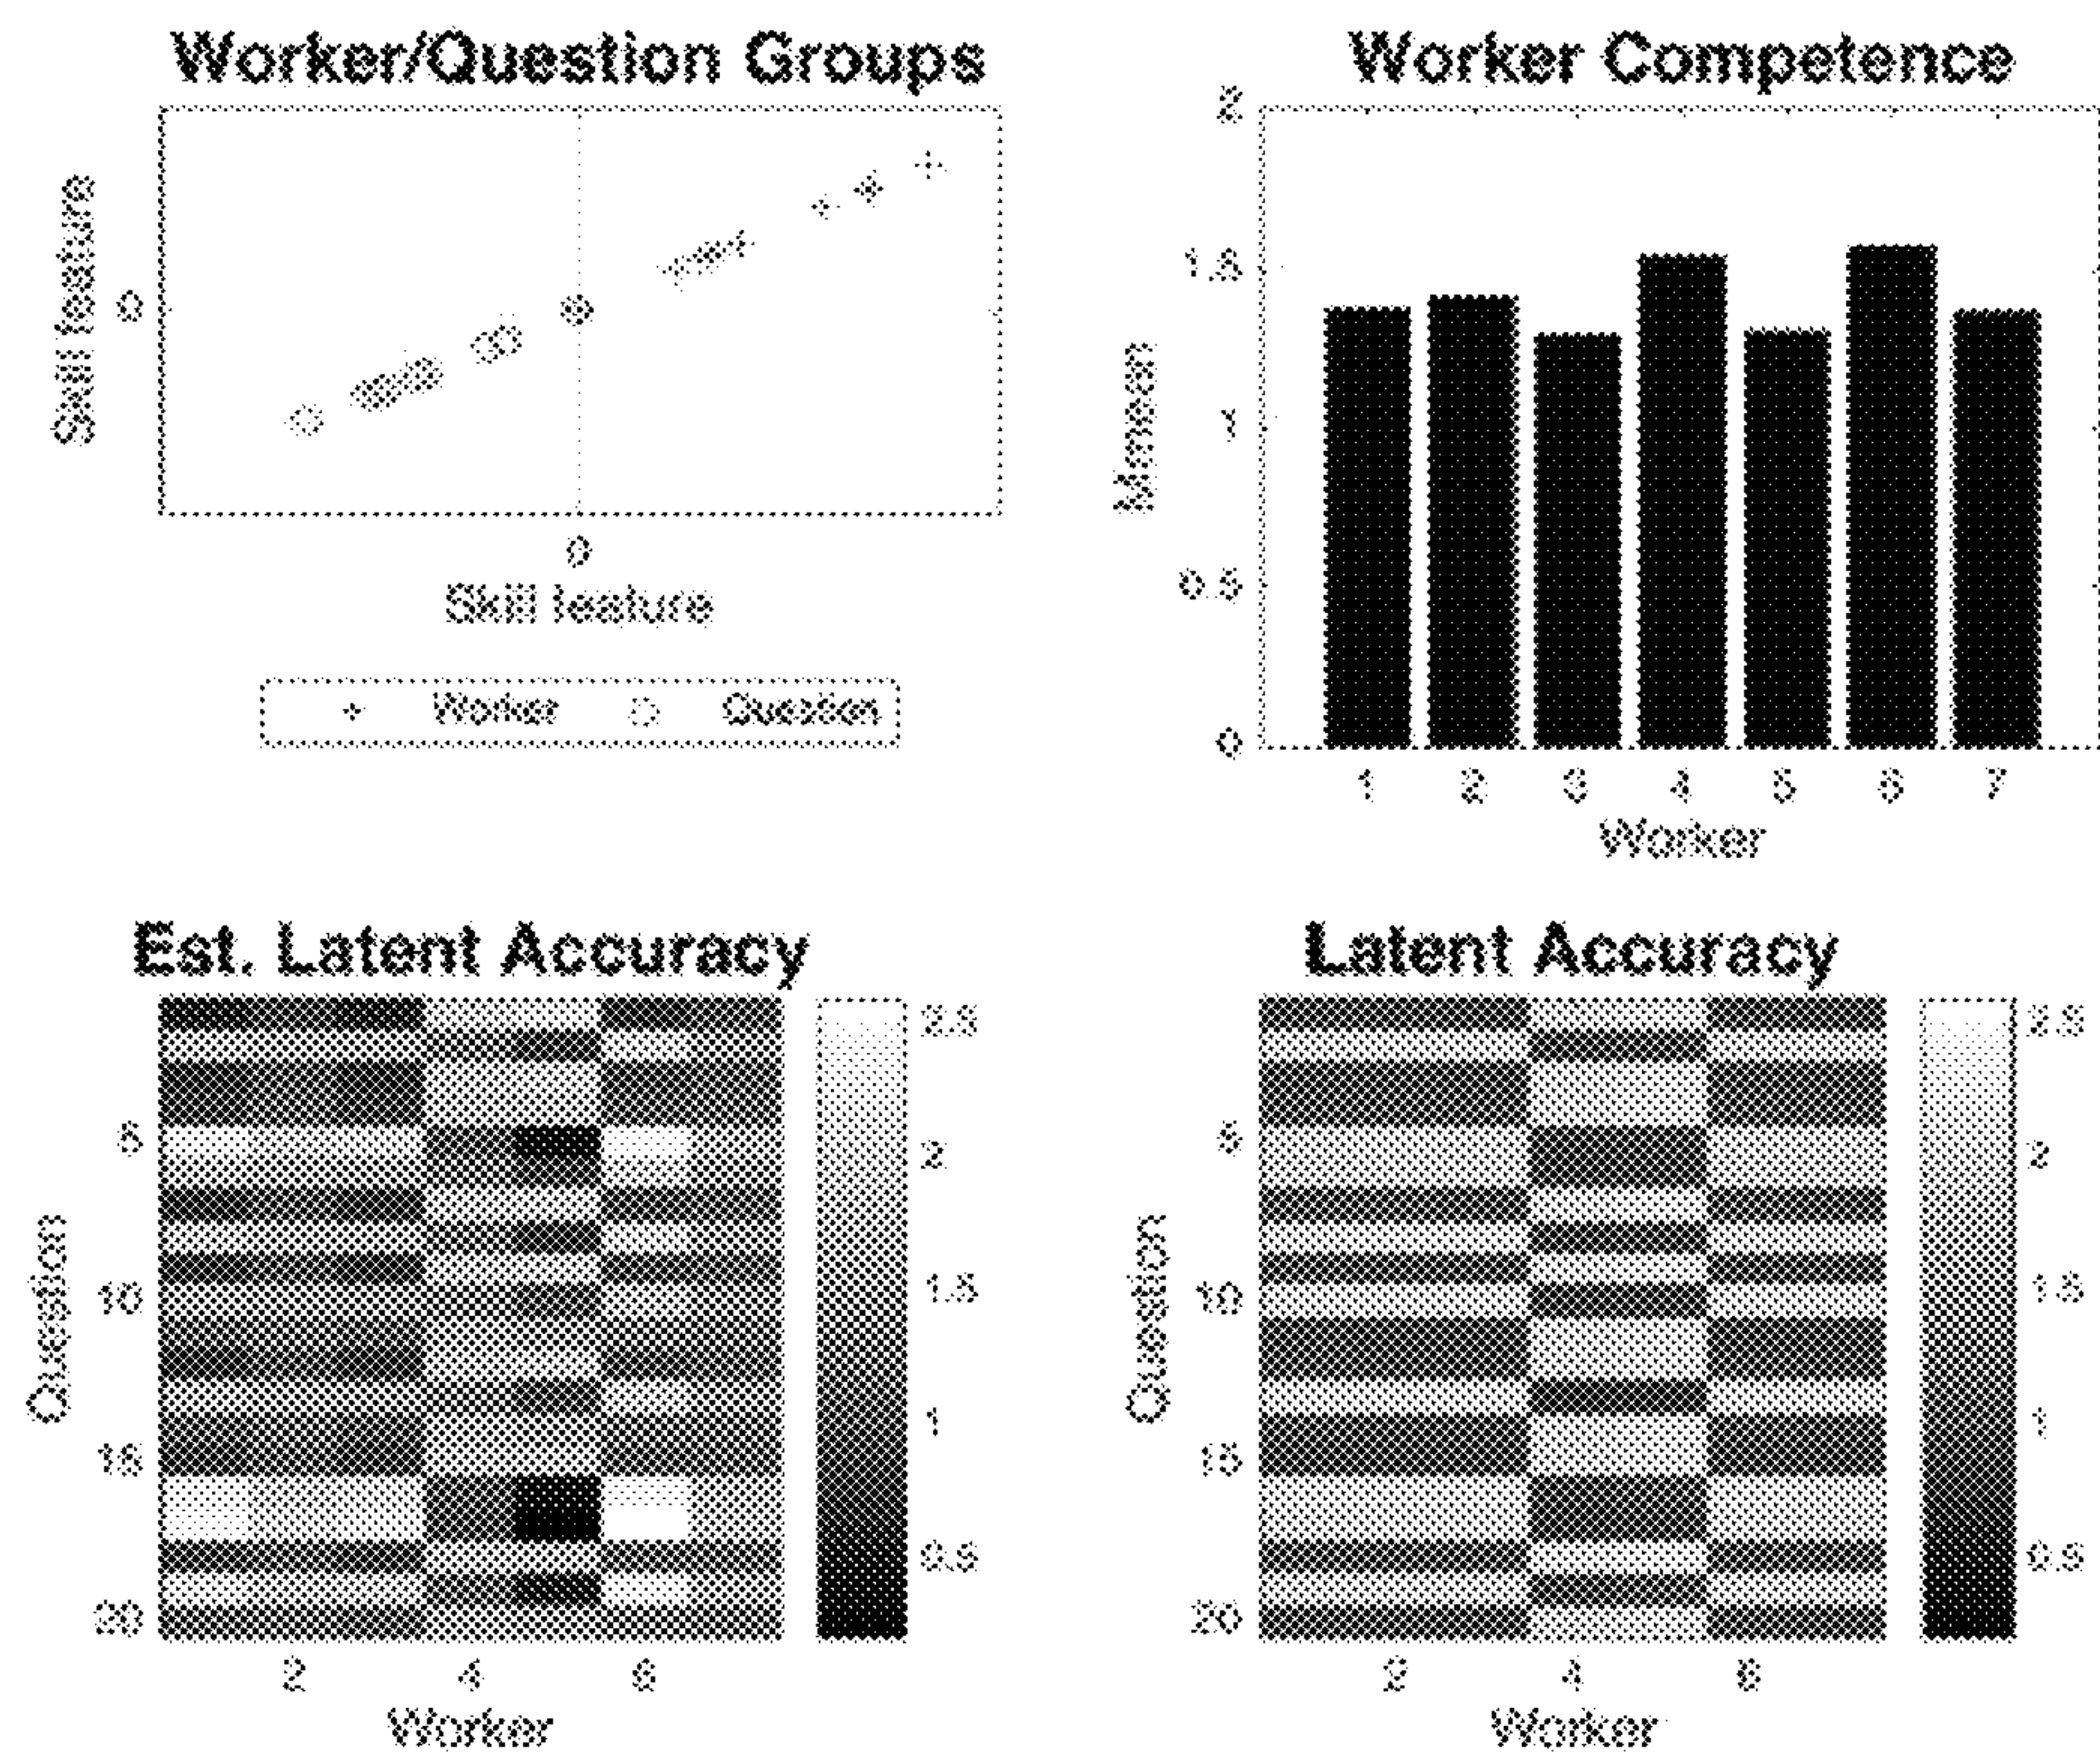 Worker/Question Groups
Skill feature
0
0
Skill feature
Worker
Question
Worker Competence
2
1.5
1
0.5
0
Mmean
1 2 3 4 5 6 7
Worker
Est. Latent Accuracy
Question
5
10
15
20
2 4 6
Worker
2.5
2
1.5
1
0.5
Latent Accuracy
Question
5
10
15
20
2 4 6
Worker
2.5
2
1.5
1
0.5